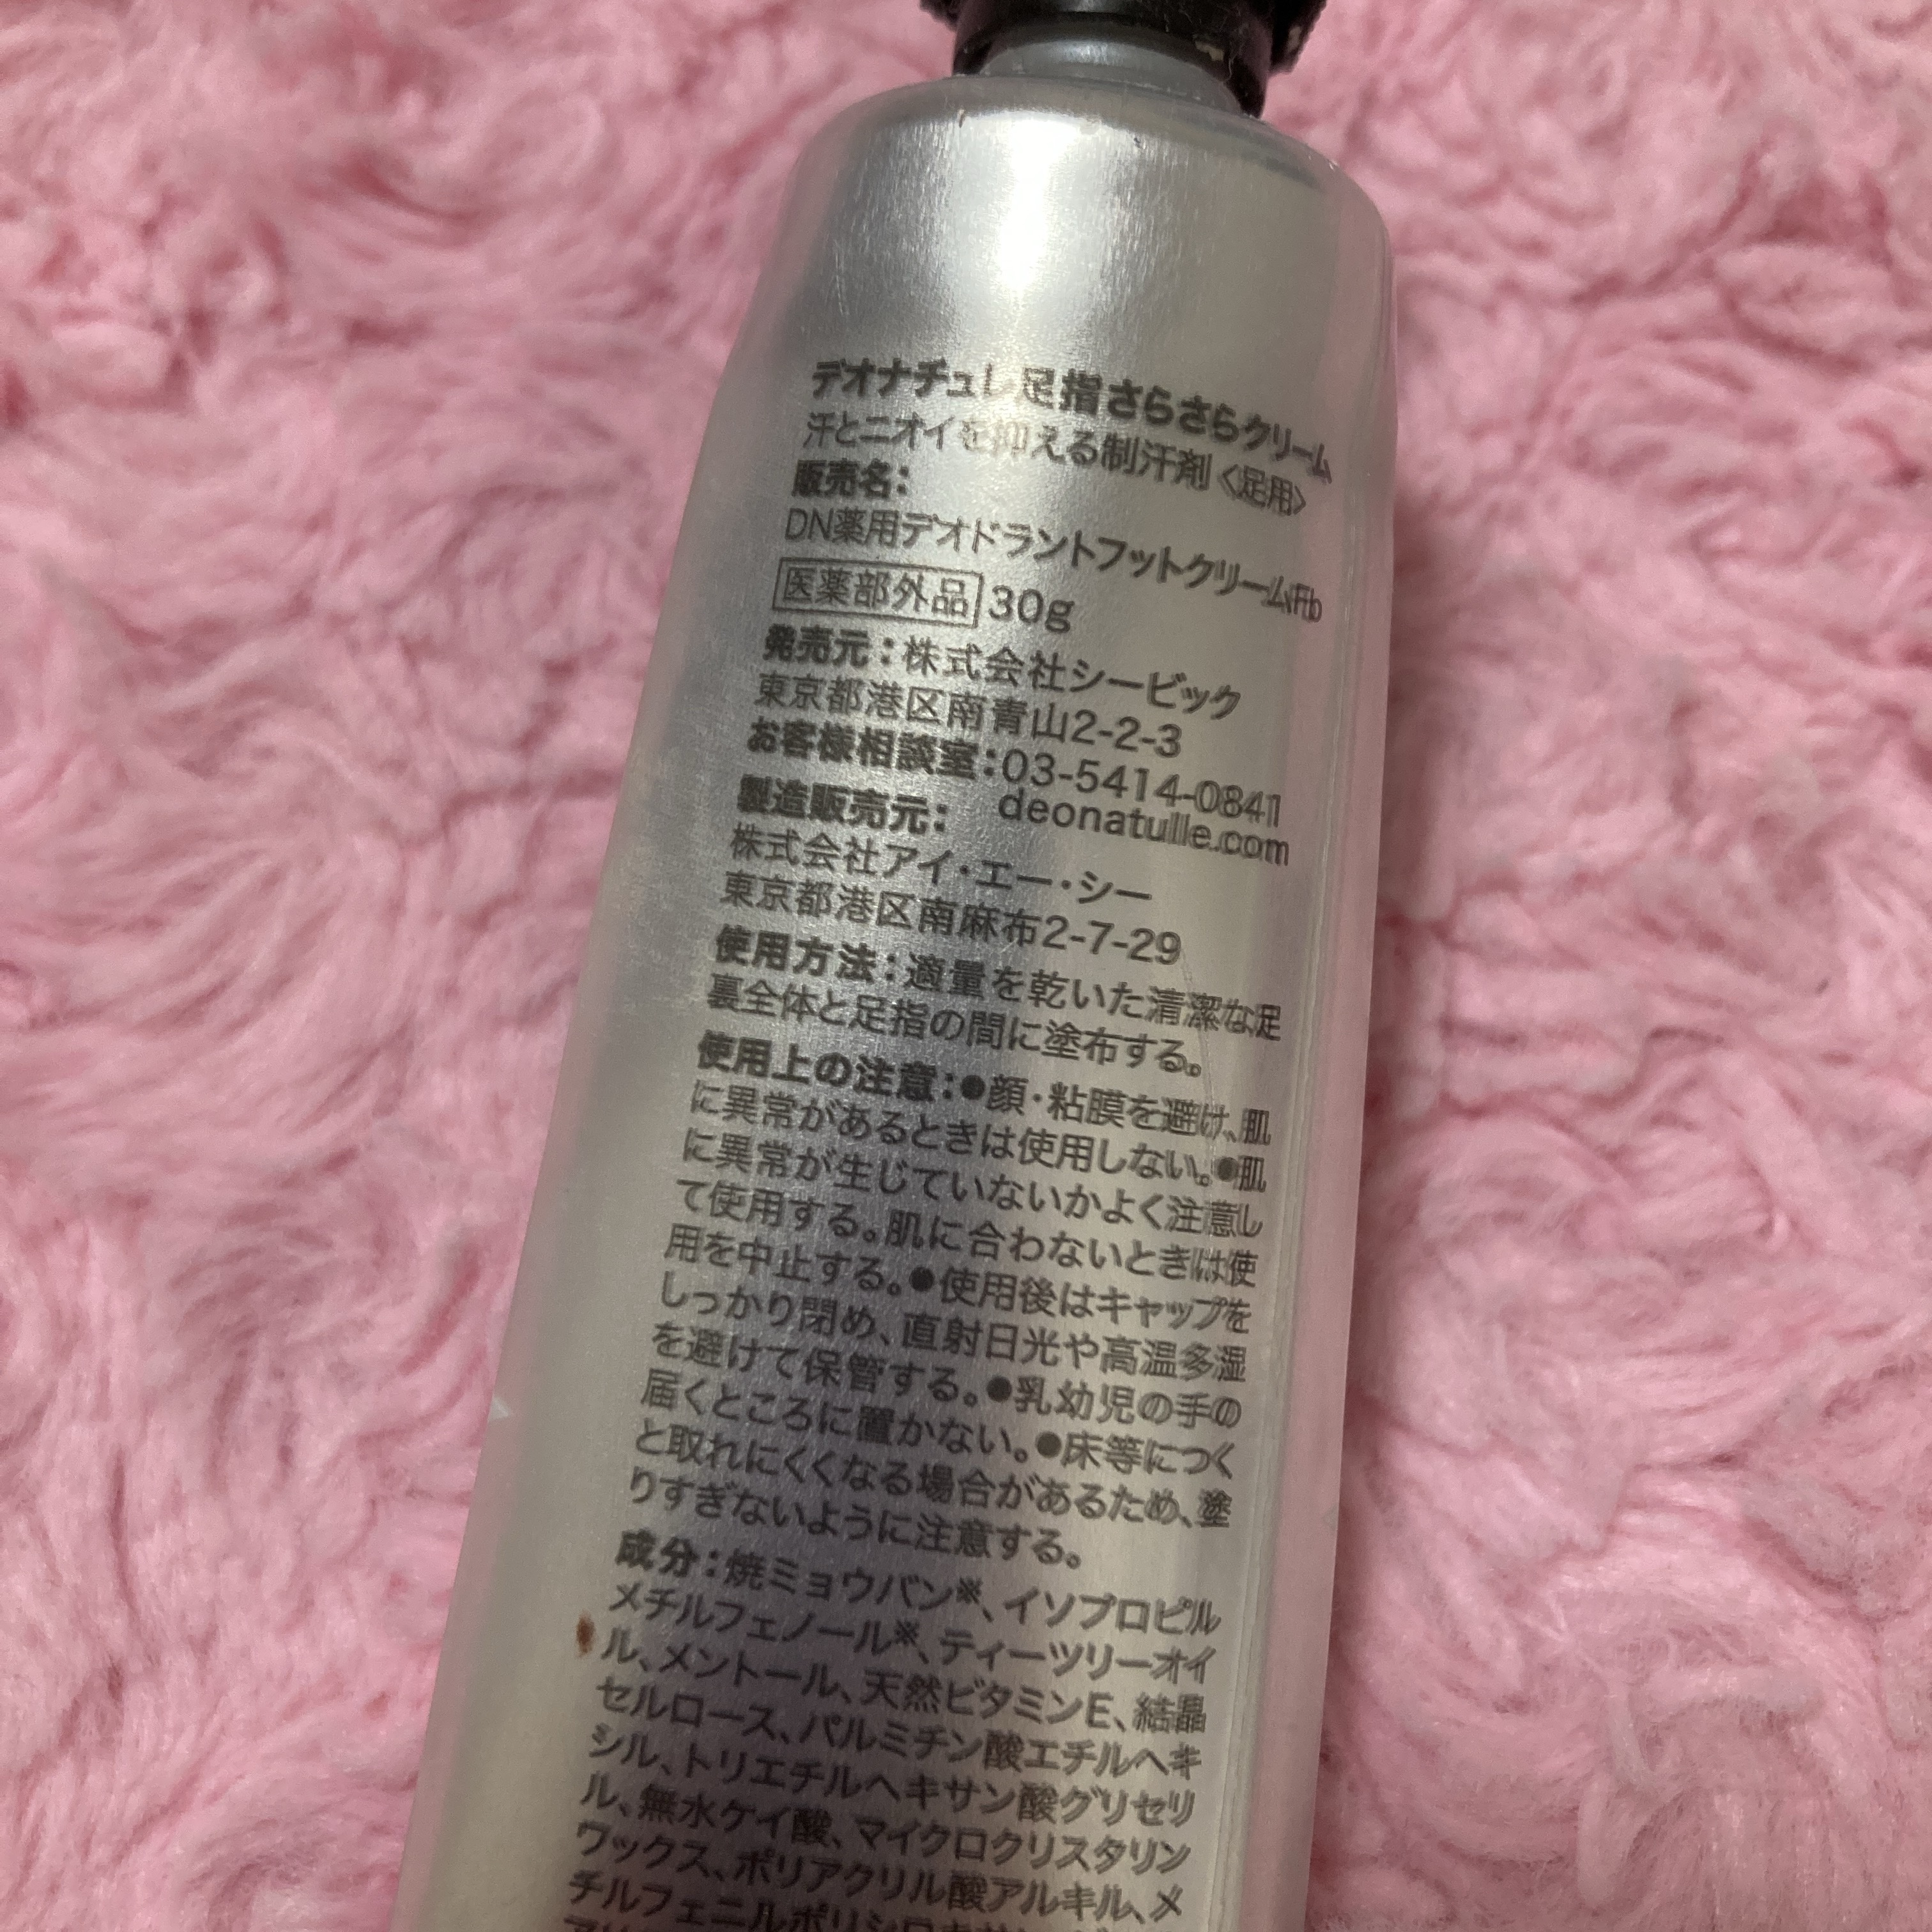 デオナチュレ足指さらさらクリーム
汗とニオイを抑える制汗剤〈足用〉
販売名：
DN薬用デオドラントフットクリームFb
医薬部外品 30g
発売元：株式会社シービック
東京都港区南青山2-2-3
お客様相談室：03-5414-0841
deonatulle.com
製造販売元：
株式会社アイ・エー・シー
東京都港区南麻布2-7-29
使用方法：適量を乾いた清潔な足
裏全体と足指の間に塗布する。
使用上の注意：●顔・粘膜を避け、肌
に異常があるときは使用しない。●肌
に異常が生じていないかよく注意し
て使用する。肌に合わないときは使
用を中止する。●使用後はキャップを
しっかり閉め、直射日光や高温多湿
を避けて保管する。●乳幼児の手の
届くところに置かない。●床等につく
と取れにくくなる場合があるため、塗
りすぎないように注意する。
成分：焼ミョウバン※、イソプロピル
メチルフェノール※、ティーツリーオイ
ル、メントール、天然ビタミンE、結晶
セルロース、パルミチン酸エチルヘキ
シル、トリエチルヘキサン酸グリセリ
ル、無水ケイ酸、マイクロクリスタリン
ワックス、ポリアクリル酸アルキル、メ